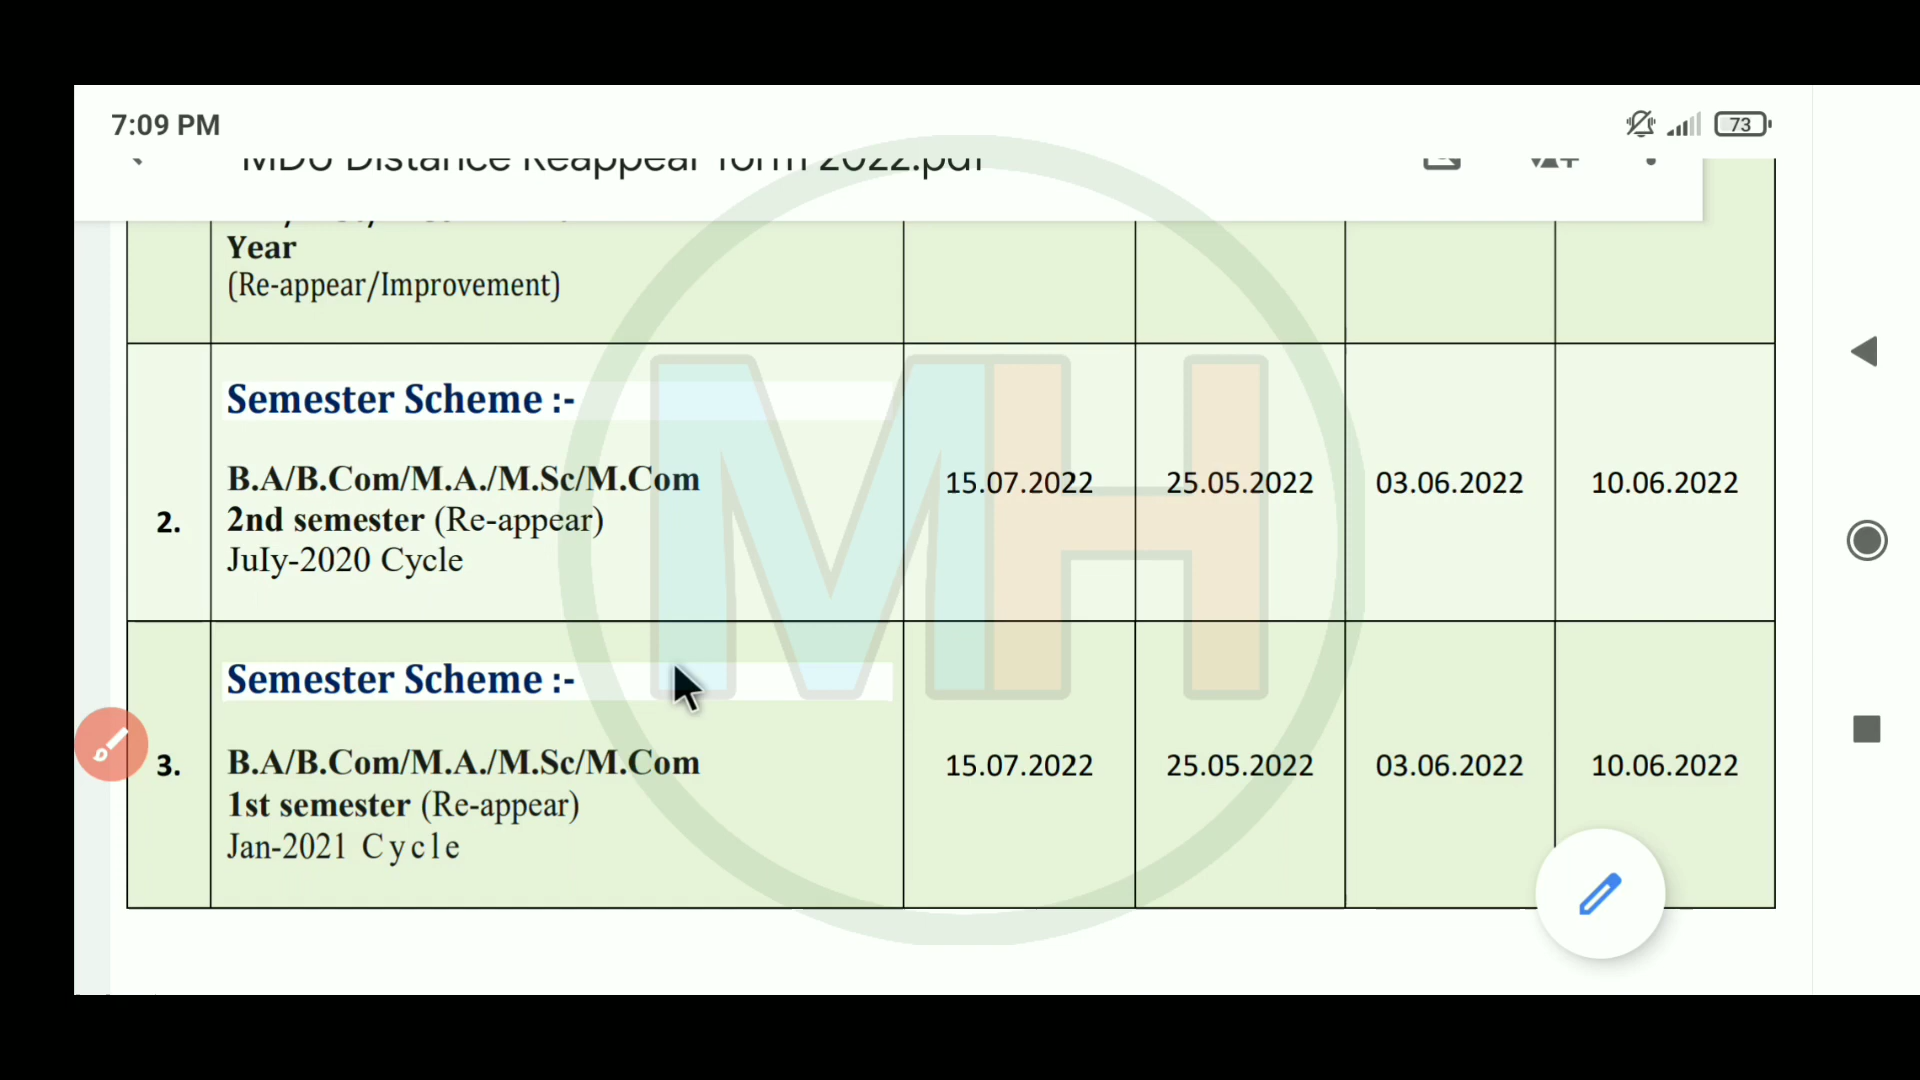 7:09 PM
73
MDU Distance Reappear form 2022.pdf
Year
(Re-appear/Improvement)
Semester Scheme :-
B.A/B.Com/M.A./M.Sc/M.Com
15.07.2022 25.05.2022 03.06.2022 10.06.2022
2. 2nd semester (Re-appear)
JuIy-2020 Cycle
Semester Scheme :-
3. B.A/B.Com/M.A./M.Sc/M.Com
15.07.2022 25.05.2022 03.06.2022 10.06.2022
1st semester (Re-appear)
Jan-2021 Cycle
MH